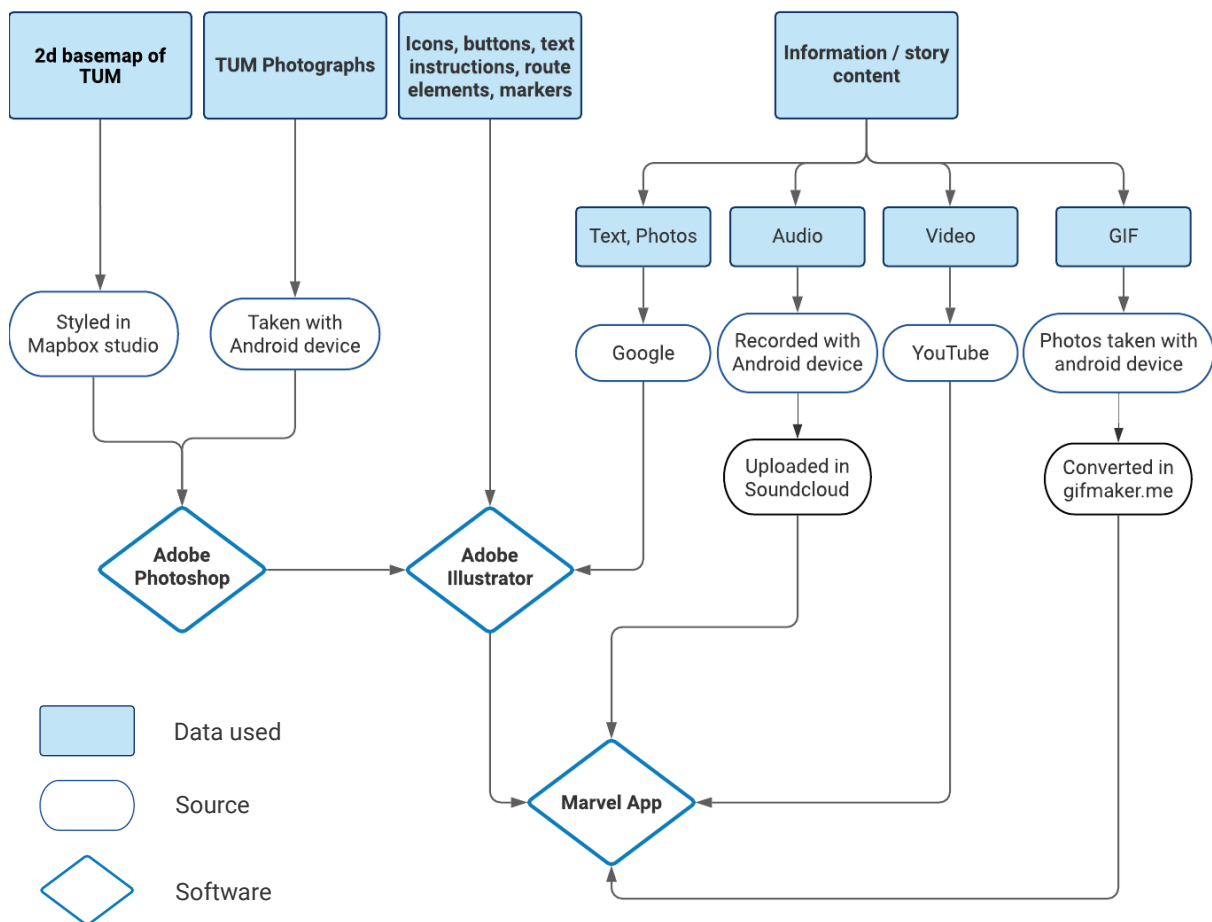 2d basemap of
TUM
TUM Photographs
Icons, buttons, text
instructions, route
elements, markers
Information / story
content
Text, Photos
Audio
Video
GIF
Styled in
Mapbox studio
Taken with
Android device
Google
Recorded with
Android device
YouTube
Photos taken with
android device
Uploaded in
Soundcloud
Converted in
gifmaker.me
Adobe
Photoshop
Adobe
Illustrator
Marvel App
Data used
Source
Software